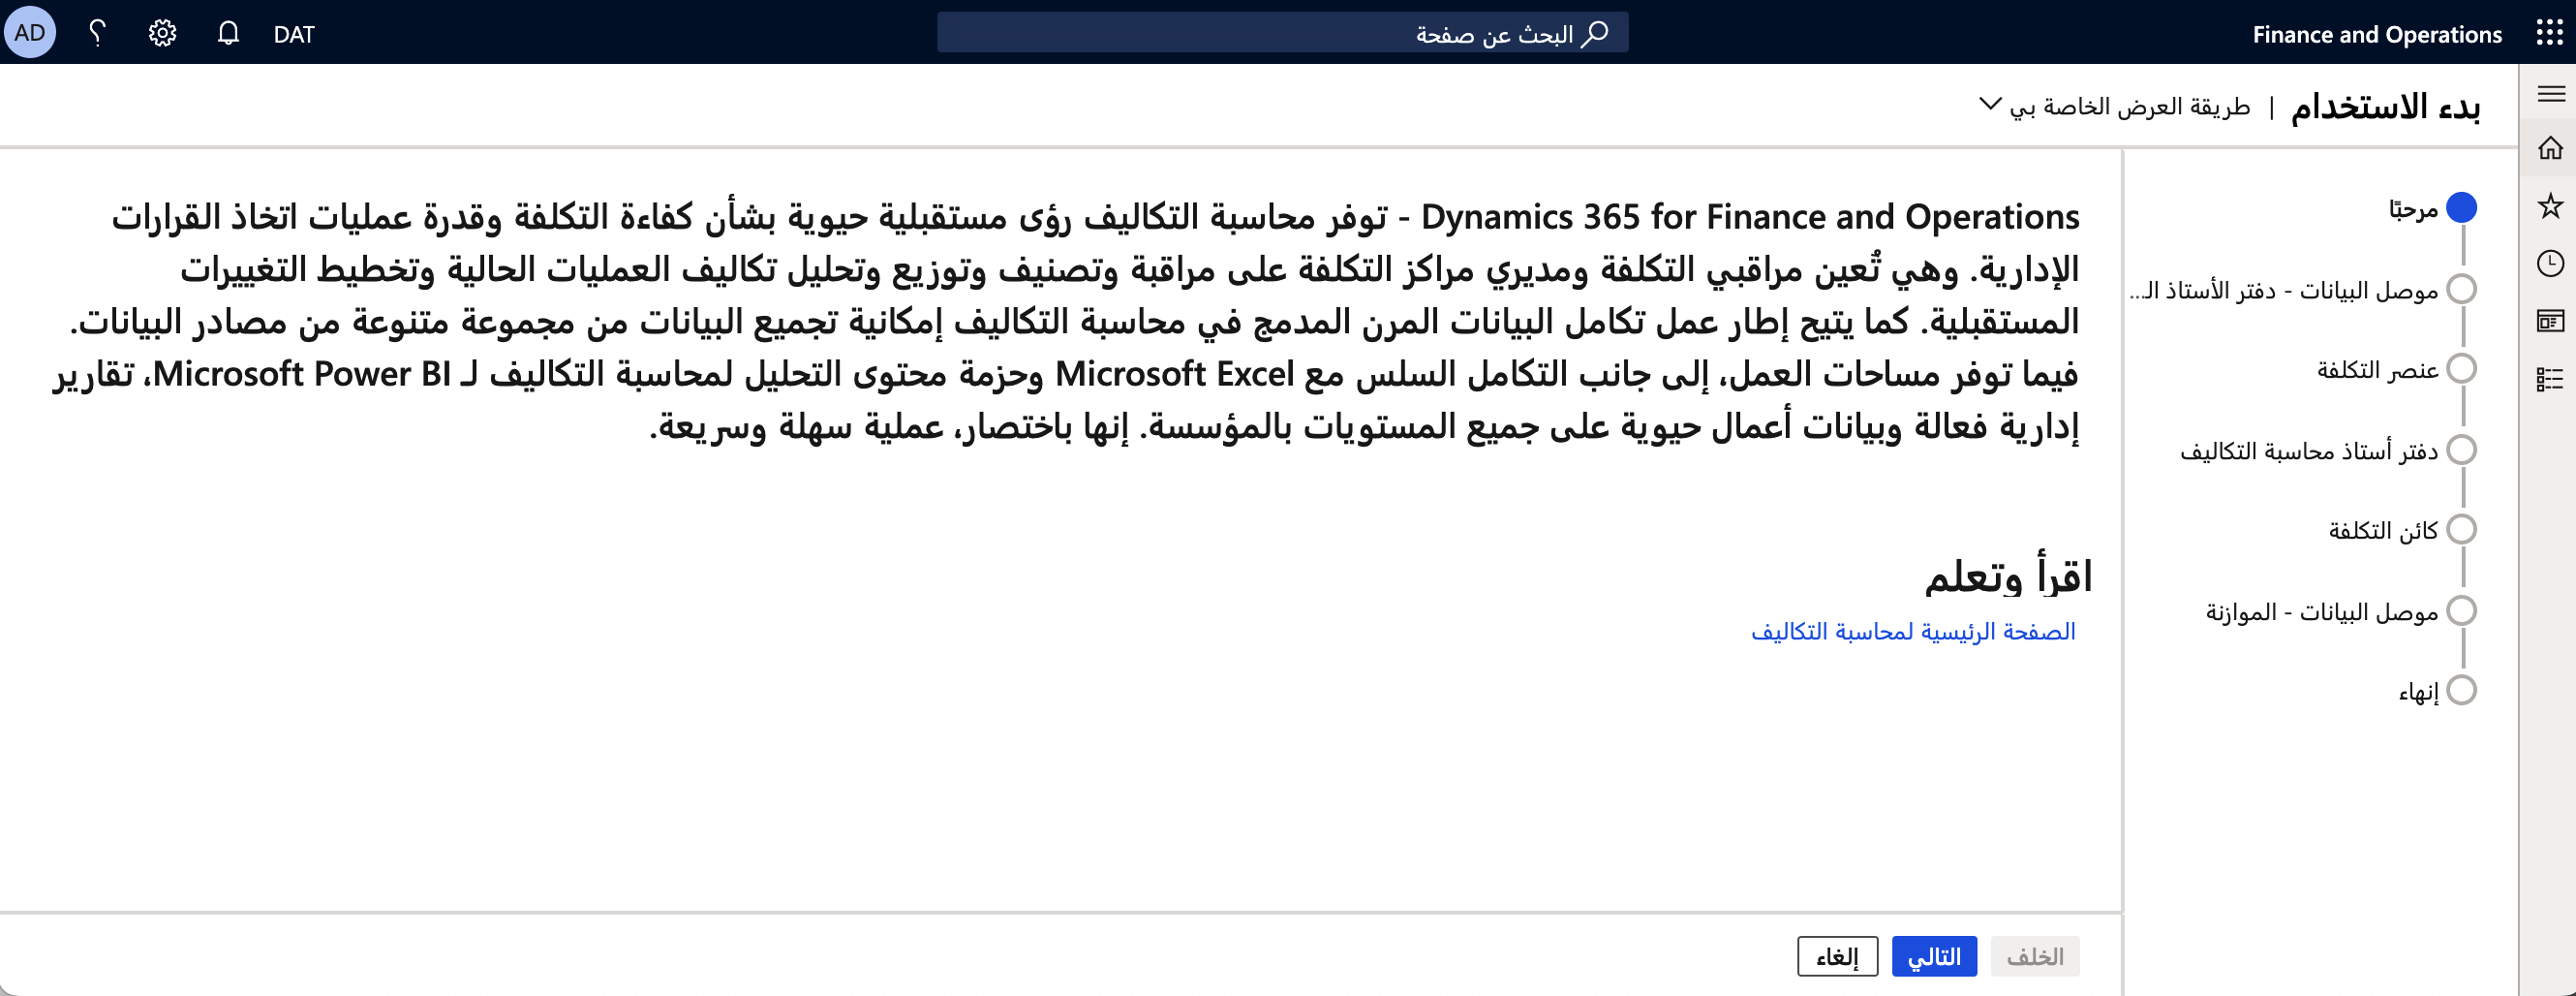 Finance and Operations
البحث عن صفحة
DAT
AD
بدء الاستخدام | طريقة العرض الخاصة بي
مرحبًا
موصل البيانات - دفتر الأستاذ الـ...
عنصر التكلفة
دفتر أستاذ محاسبة التكاليف
كائن التكلفة
موصل البيانات - الموازنة
إنهاء
Dynamics 365 for Finance and Operations - توفر محاسبة التكاليف رؤى مستقبلية حيوية بشأن كفاءة التكلفة وقدرة عمليات اتخاذ القرارات
الإدارية. وهي تُعين مراقبي التكلفة ومديري مراكز التكلفة على مراقبة وتصنيف وتوزيع وتحليل تكاليف العمليات الحالية وتخطيط التغييرات
المستقبلية. كما يتيح إطار عمل تكامل البيانات المرن المدمج في محاسبة التكاليف إمكانية تجميع البيانات من مجموعة متنوعة من مصادر البيانات.
فيما توفر مساحات العمل، إلى جانب التكامل السلس مع Microsoft Excel وحزمة محتوى التحليل لمحاسبة التكاليف لـ Microsoft Power BI، تقارير
إدارية فعالة وبيانات أعمال حيوية على جميع المستويات بالمؤسسة. إنها باختصار، عملية سهلة وسريعة.
اقرأ وتعلم
الصفحة الرئيسية لمحاسبة التكاليف
الخلف
التالي
إلغاء